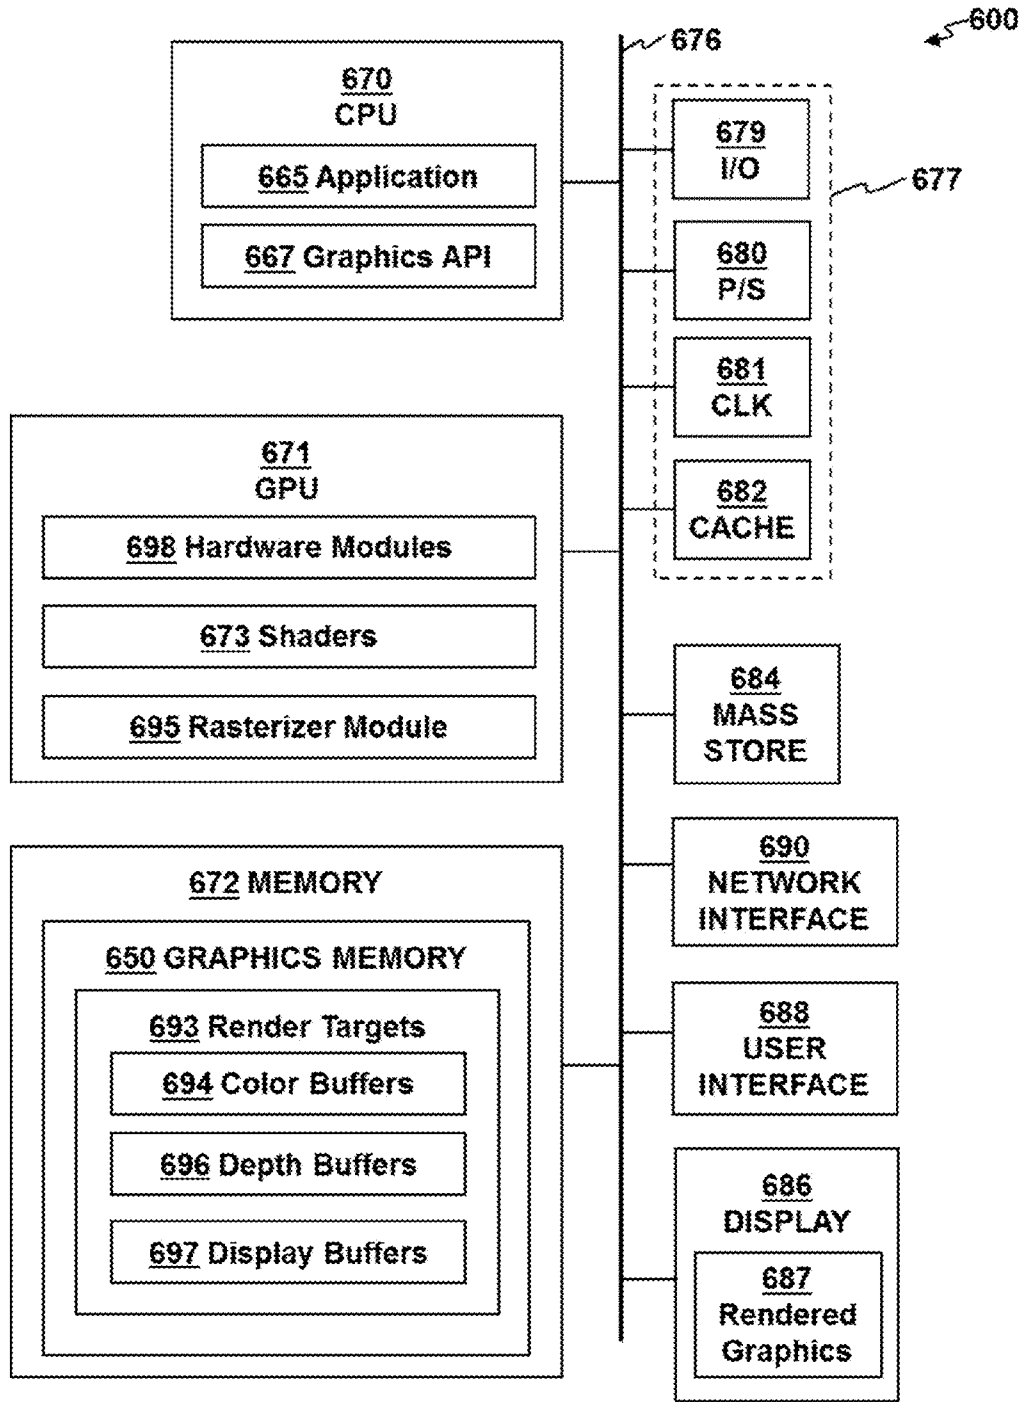 600
676
670
CPU
665 Application
667 Graphics API
679
I/O
677
680
P/S
681
CLK
682
CACHE
671
GPU
698 Hardware Modules
673 Shaders
695 Rasterizer Module
684
MASS
STORE
690
NETWORK
INTERFACE
672 MEMORY
650 GRAPHICS MEMORY
693 Render Targets
694 Color Buffers
696 Depth Buffers
697 Display Buffers
688
USER
INTERFACE
686
DISPLAY
687
Rendered
Graphics